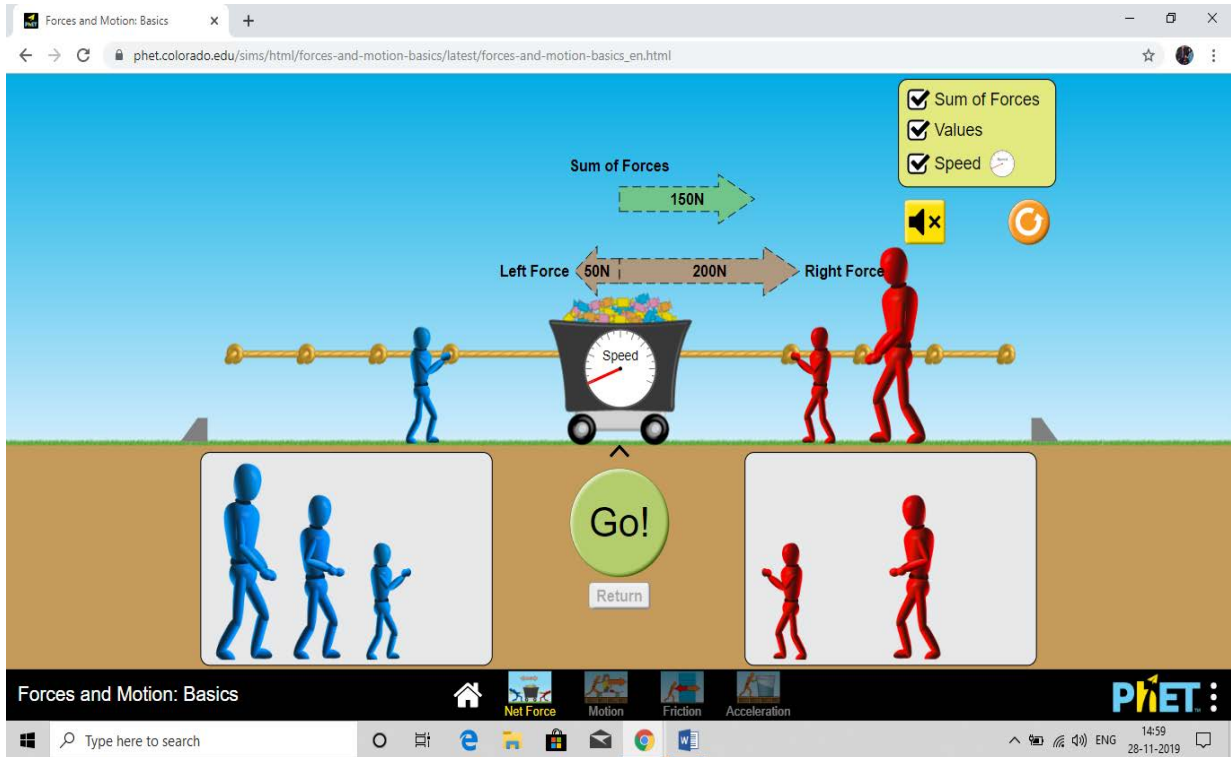 Forces and Motion: Basics
phet.colorado.edu/sims/html/forces-and-motion-basics/latest/forces-and-motion-basics_en.html
Sum of Forces
Values
Speed
Sum of Forces
150N
Left Force 50N 200N Right Force
Speed
Go!
Return
Forces and Motion: Basics
Net Force Motion Friction Acceleration
PhET
Type here to search
ENG
14:59
28-11-2019